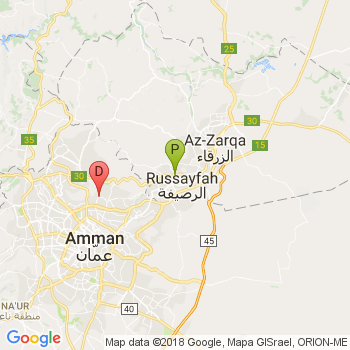 25
30
35
P
Az-Zarqa
الزرقاء
15
30
D
Russayfah
الرصيفة
Amman
عمان
45
NA'UR
منطقة ناعور
40
Google
Map data ©2018 Google, Mapa GISrael, ORION-ME